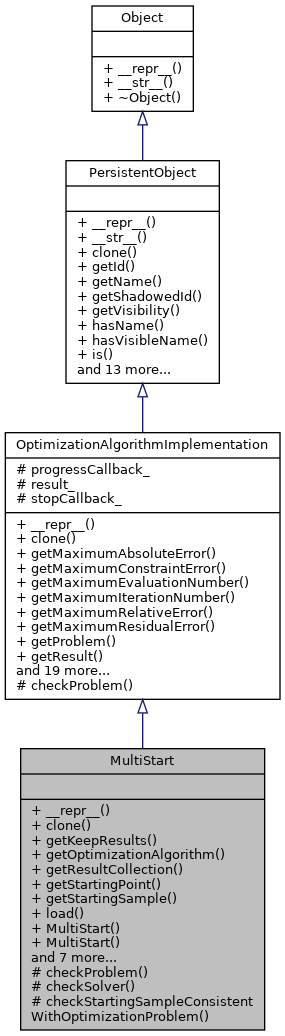 Object
+ __repr__()
+ __str__()
+ ~Object()
PersistentObject
+ __repr__()
+ __str__()
+ clone()
+ getId()
+ getName()
+ getShadowedId()
+ getVisibility()
+ hasName()
+ hasVisibleName()
+ is()
and 13 more...
OptimizationAlgorithmImplementation
# progressCallback_
# result_
# stopCallback_
+ __repr__()
+ clone()
+ getMaximumAbsoluteError()
+ getMaximumConstraintError()
+ getMaximumEvaluationNumber()
+ getMaximumIterationNumber()
+ getMaximumRelativeError()
+ getMaximumResidualError()
+ getProblem()
+ getResult()
and 19 more...
# checkProblem()
MultiStart
+ __repr__()
+ clone()
+ getKeepResults()
+ getOptimizationAlgorithm()
+ getResultCollection()
+ getStartingPoint()
+ getStartingSample()
+ load()
+ MultiStart()
+ MultiStart()
and 7 more...
# checkProblem()
# checkSolver()
# checkStartingSampleConsistent
WithOptimizationProblem()